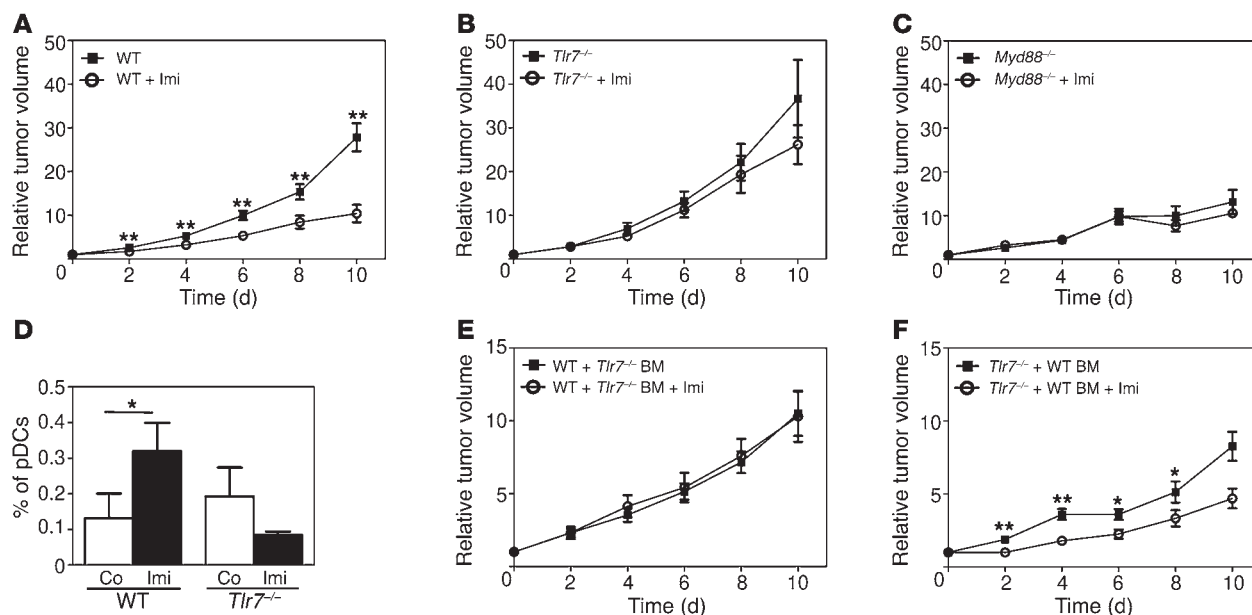 A
Relative tumor volume
50
40
30
20
10
0
WT
WT + Imi
**
**
**
**
**
0 2 4 6 8 10
Time (d)
B
Relative tumor volume
50
40
30
20
10
0
Tlr7–/–
Tlr7–/– + Imi
2 4 6 8 10
Time (d)
C
Relative tumor volume
50
40
30
20
10
0
Myd88–/–
Myd88–/– + Imi
2 4 6 8 10
Time (d)
D
% of pDCs
0.5
0.4
0.3
0.2
0.1
0
*
Co Imi Co Imi
WT Tlr7–/–
E
Relative tumor volume
15
10
5
0
WT + Tlr7–/– BM
WT + Tlr7–/– BM + Imi
2 4 6 8 10
Time (d)
F
Relative tumor volume
15
10
5
0
Tlr7–/– + WT BM
Tlr7–/– + WT BM + Imi
**
**
*
*
2 4 6 8 10
Time (d)